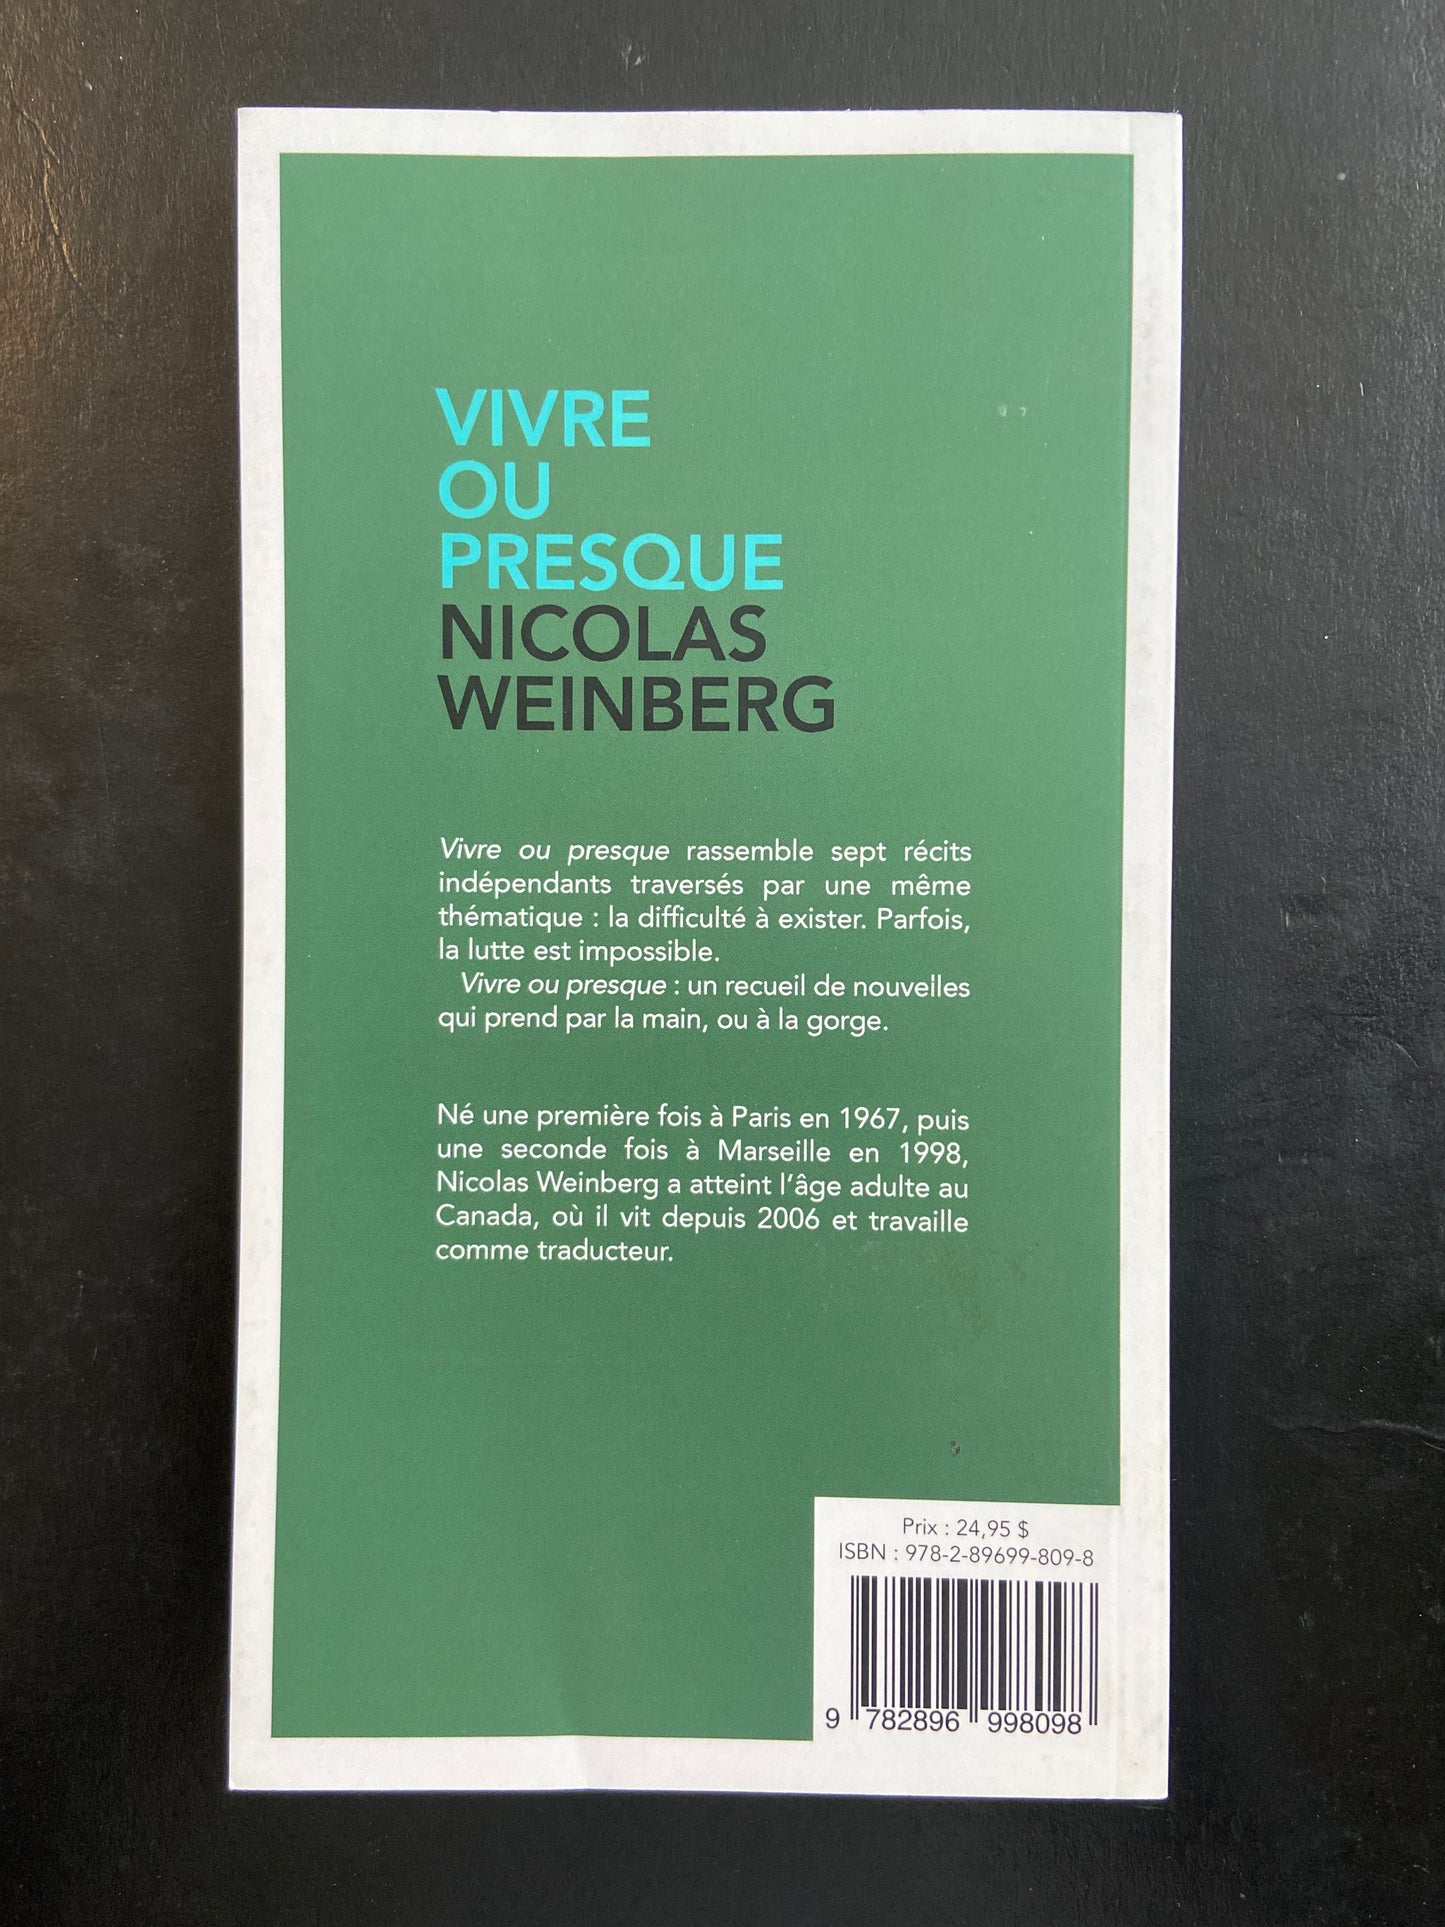 VIVRE
OU
PRESQUE
NICOLAS
WEINBERG
Vivre ou presque rassemble sept récits
indépendants traversés par une même
thématique : la difficulté à exister. Parfois,
la lutte est impossible.
Vivre ou presque : un recueil de nouvelles
qui prend par la main, ou à la gorge.
Né une première fois à Paris en 1967, puis
une seconde fois à Marseille en 1998,
Nicolas Weinberg a atteint l'âge adulte au
Canada, où il vit depuis 2006 et travaille
comme traducteur.
Prix : 24,95 $
ISBN : 978-2-89699-809-8
9 782896 998098